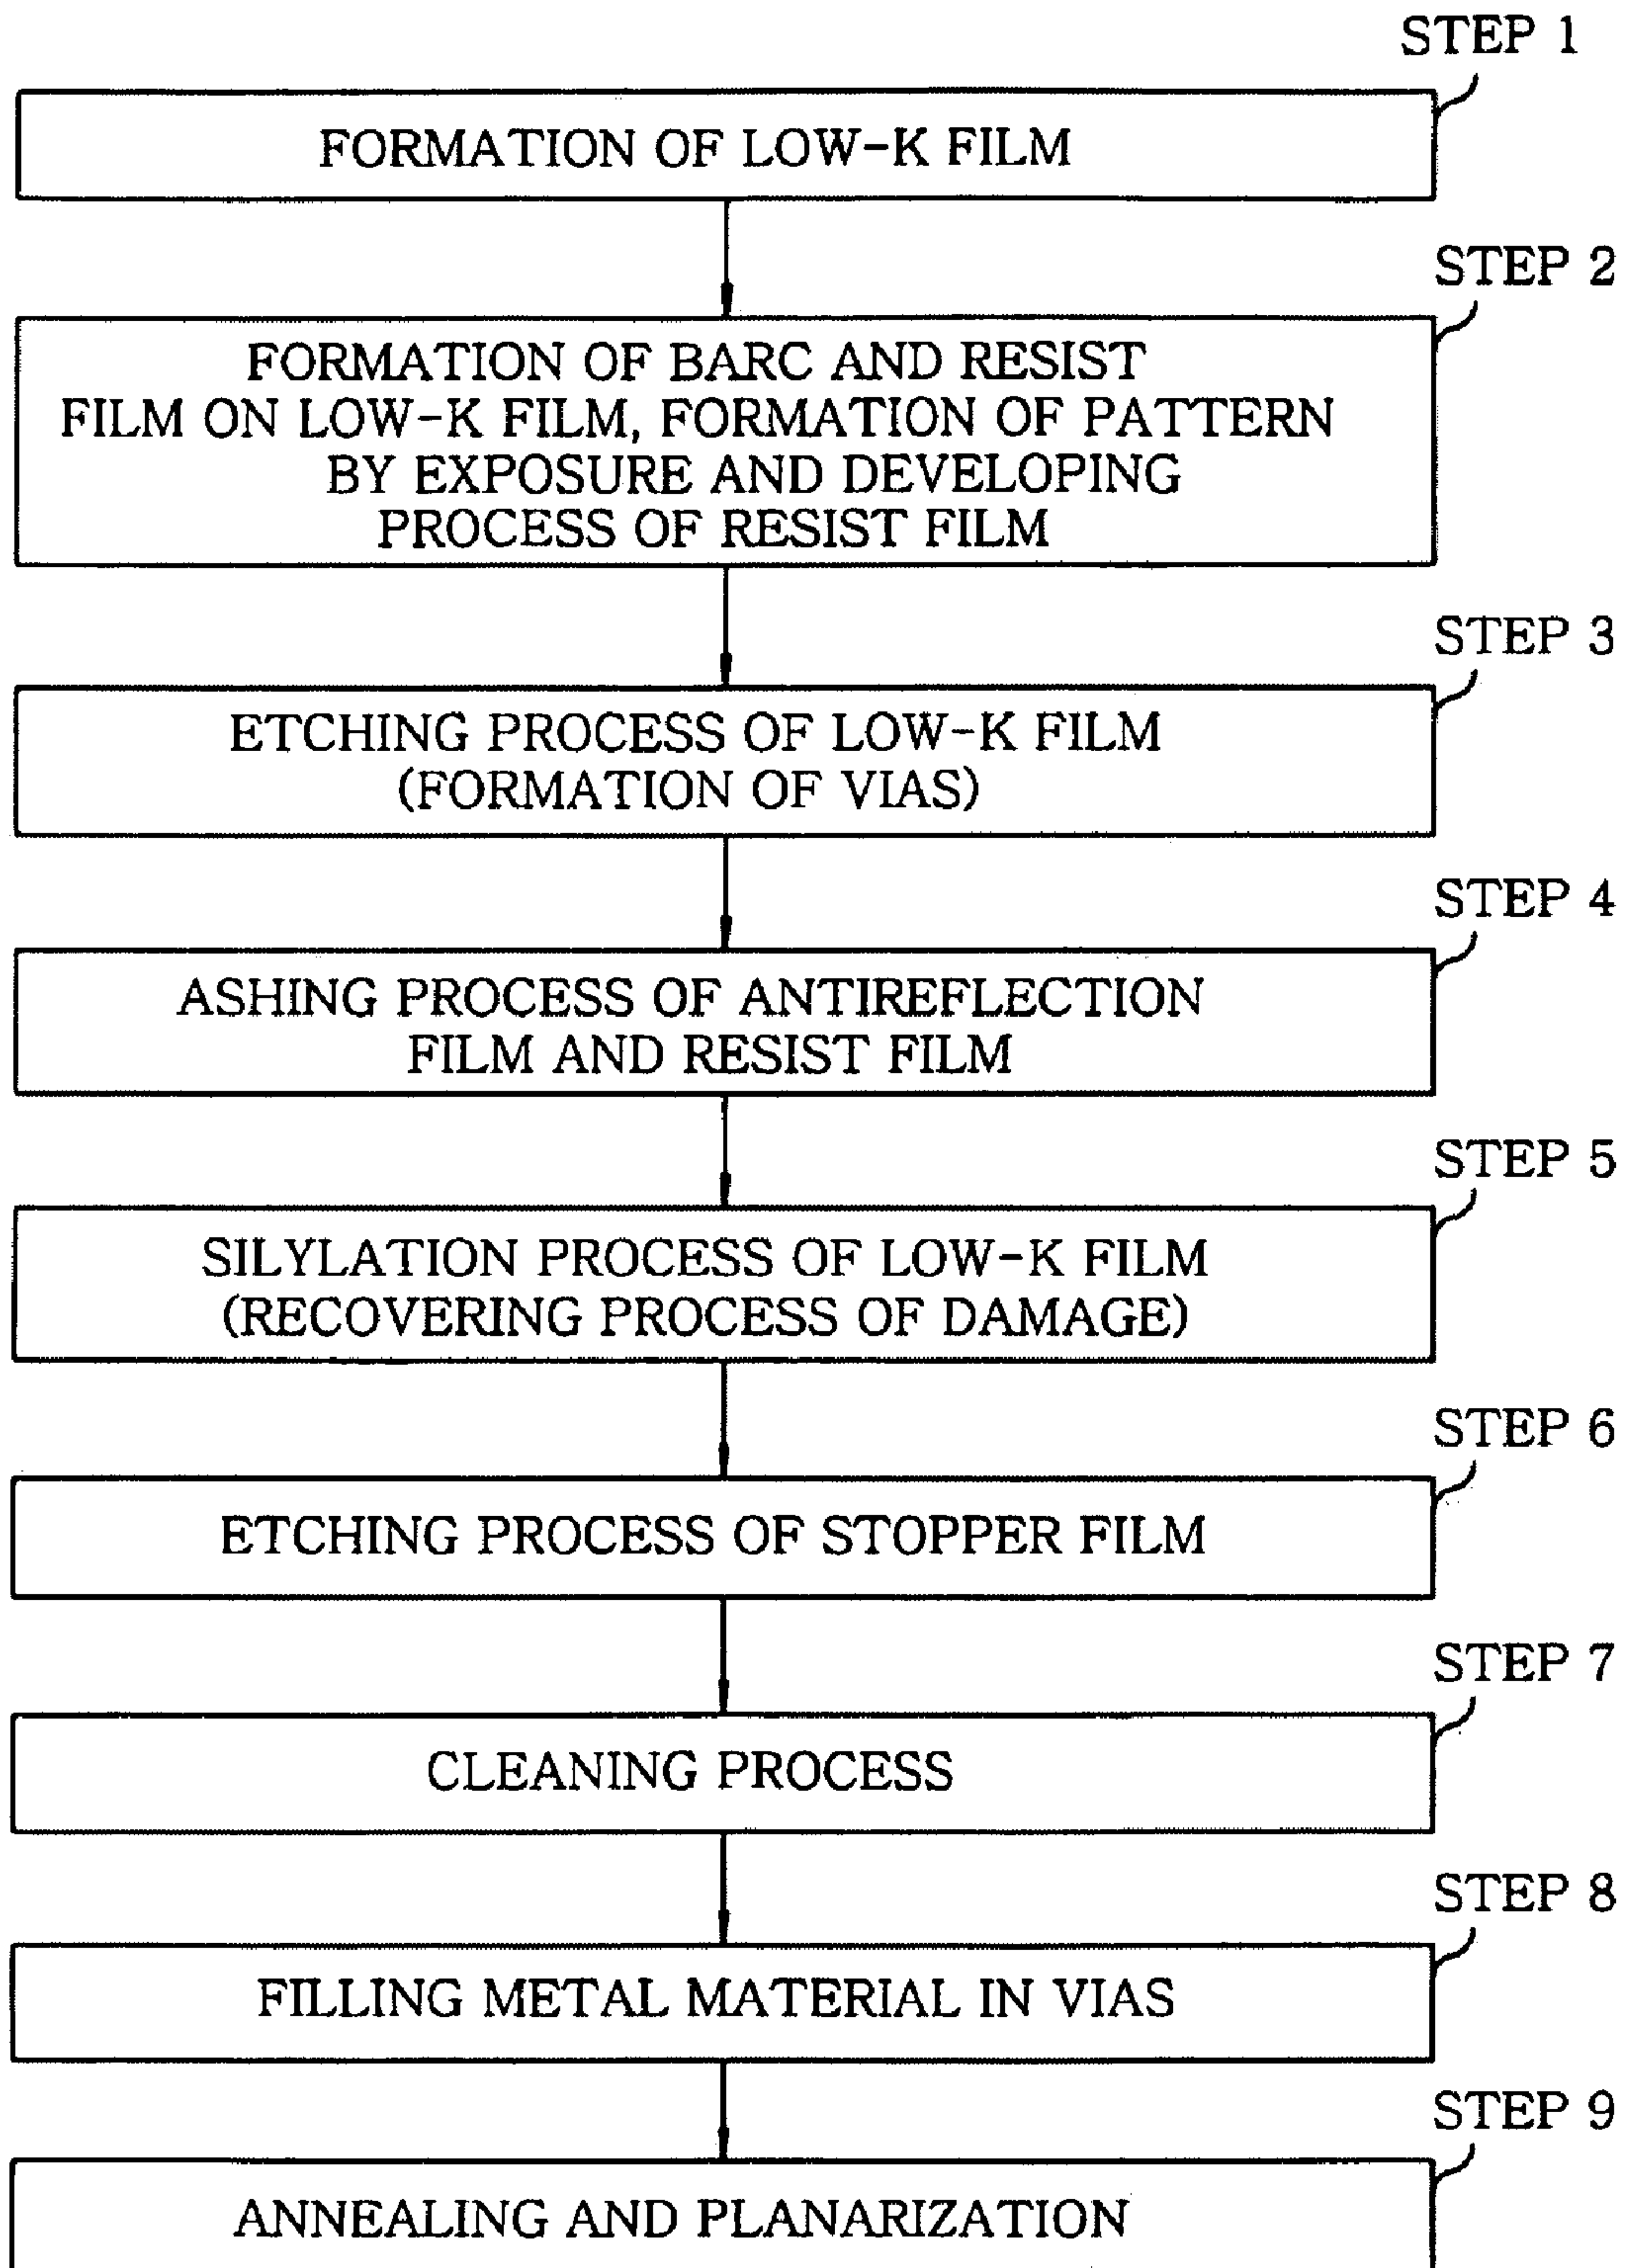 STEP 1
FORMATION OF LOW-K FILM
STEP 2
FORMATION OF BARC AND RESIST
FILM ON LOW-K FILM, FORMATION OF PATTERN
BY EXPOSURE AND DEVELOPING
PROCESS OF RESIST FILM
STEP 3
ETCHING PROCESS OF LOW-K FILM
(FORMATION OF VIAS)
STEP 4
ASHING PROCESS OF ANTIREFLECTION
FILM AND RESIST FILM
STEP 5
SILYLATION PROCESS OF LOW-K FILM
(RECOVERING PROCESS OF DAMAGE)
STEP 6
ETCHING PROCESS OF STOPPER FILM
STEP 7
CLEANING PROCESS
STEP 8
FILLING METAL MATERIAL IN VIAS
STEP 9
ANNEALING AND PLANARIZATION